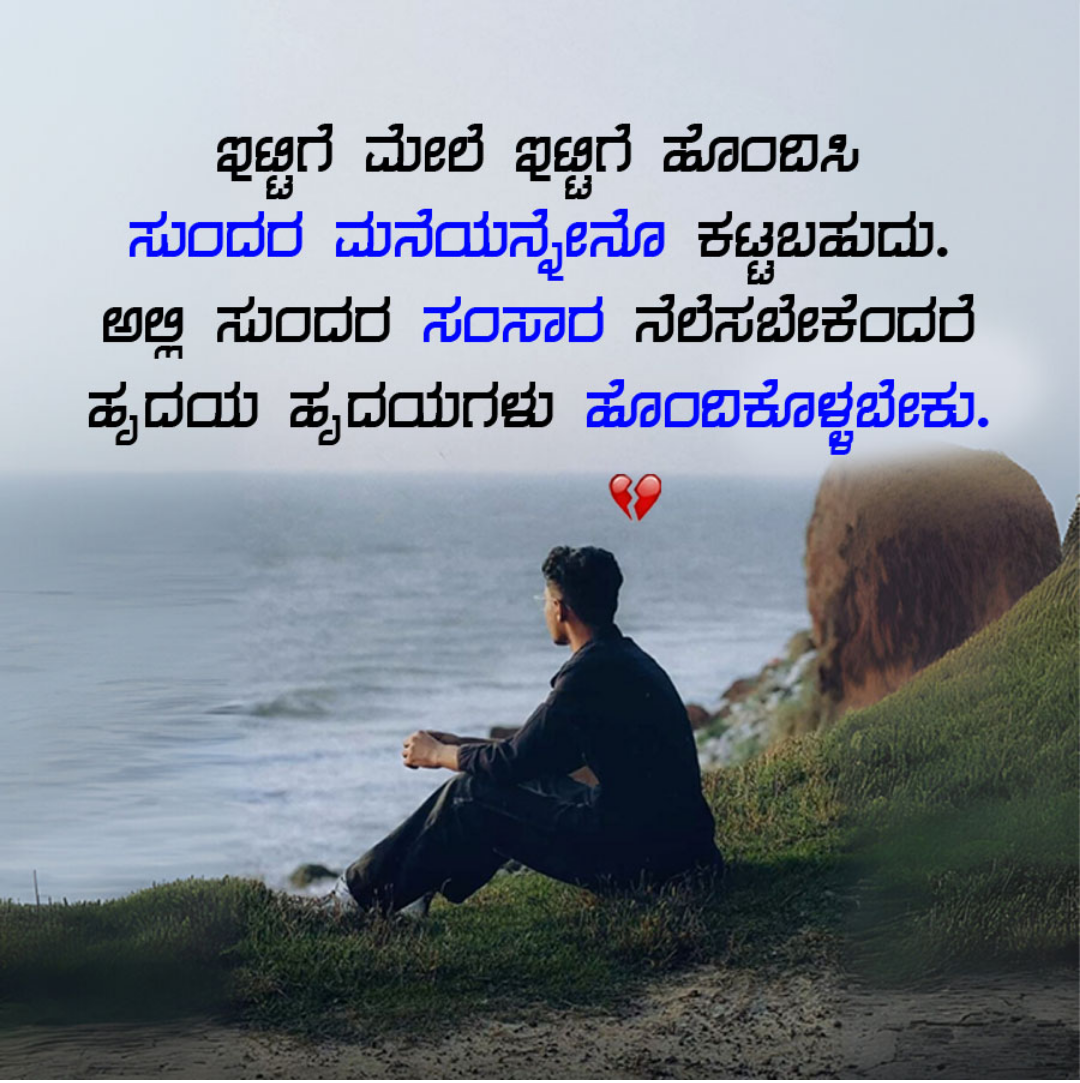 ಇಟ್ಟಿಗೆ ಮೇಲೆ ಇಟ್ಟಿಗೆ ಹೊಂದಿಸಿ
ಸುಂದರ ಮನೆಯನ್ನೇನೊ ಕಟ್ಟಬಹುದು.
ಅಲ್ಲಿ ಸುಂದರ ಸಂಸಾರ ನೆಲೆಸಬೇಕೆಂದರೆ
ಹೃದಯ ಹೃದಯಗಳು ಹೊಂದಿಕೊಳ್ಳಬೇಕು.
💔